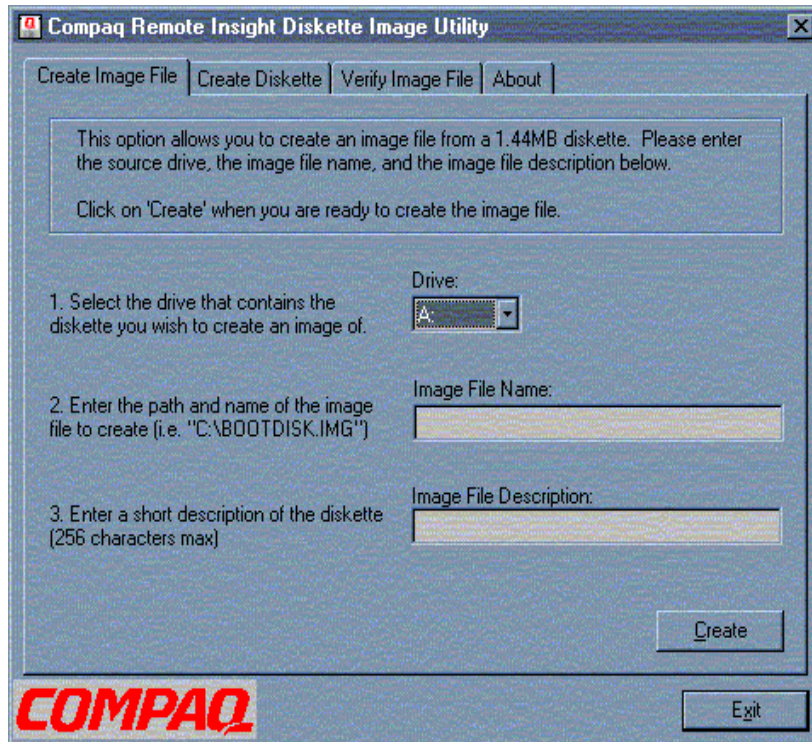 Compaq Remote Insight Diskette Image Utility
Create Image File
Create Diskette
Verify Image File
About
This option allows you to create an image file from a 1.44MB diskette. Please enter
the source drive, the image file name, and the image file description below.
Click on 'Create' when you are ready to create the image file.
Drive:
1. Select the drive that contains the
diskette you wish to create an image of.
A:
Image File Name:
2. Enter the path and name of the image
file to create (i.e. "C:\BOOTDISK.IMG")
Image File Description:
3. Enter a short description of the diskette
(256 characters max)
Create
COMPAQ
Exit